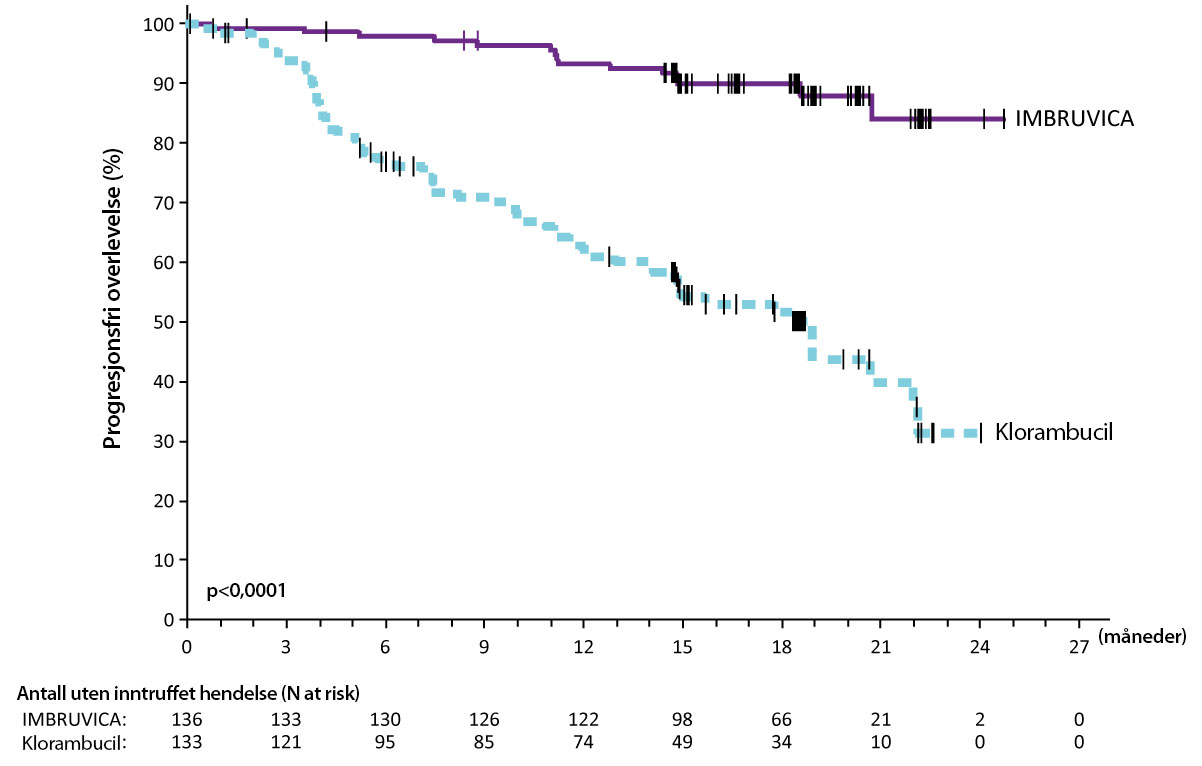 100
90
80
70
60
50
40
30
20
10
0
Progresjonsfri overlevelse (%)
IMBRUVICA
Klorambucil
p<0,0001
0 3 6 9 12 15 18 21 24 27 (måneder)
Antall uten inntruffet hendelse (N at risk)
IMBRUVICA: 136 133 130 126 122 98 66 21 2 0
Klorambucil: 133 121 95 85 74 49 34 10 0 0